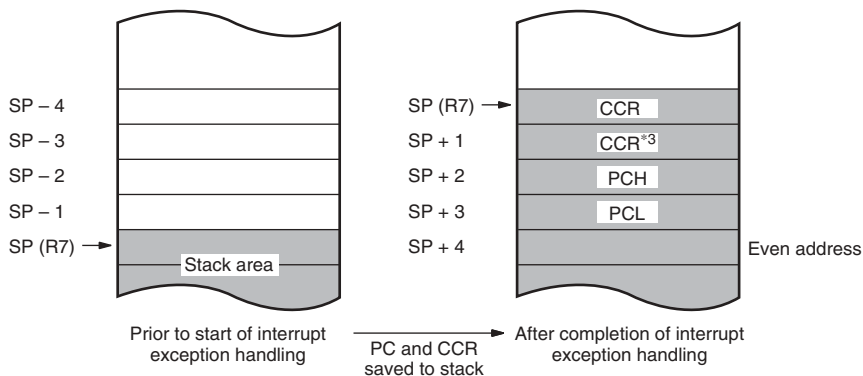 SP – 4
SP – 3
SP – 2
SP – 1
SP (R7)
Stack area
Prior to start of interrupt
exception handling
PC and CCR
saved to stack
SP (R7)
SP + 1
SP + 2
SP + 3
SP + 4
CCR
CCR*3
PCH
PCL
Even address
After completion of interrupt
exception handling